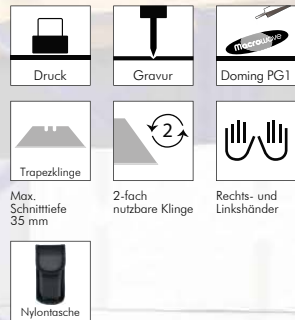 Macrowave
Druck
Gravur
Doming PG1
2
Trapezklinge
Max.
Schnitttiefe
35 mm
2-fach
nutzbare Klinge
Rechts- und
Linkshänder
Nylontasche